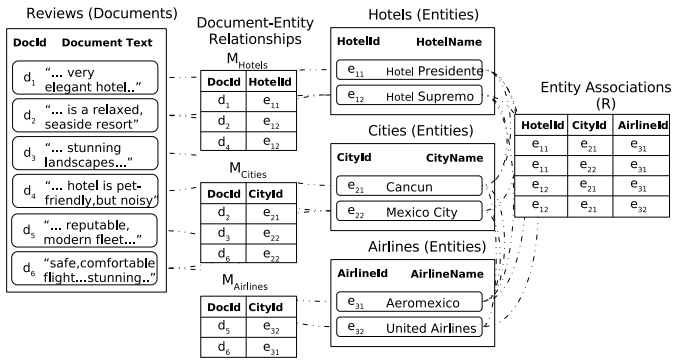 Reviews (Documents)
DocId Document Text
d1 “... very
elegant hotel..”
d2 “... is a relaxed,
seaside resort”
d3 “... stunning
landscapes...”
d4 “... hotel is pet-
friendly,but noisy”
d5 “... reputable,
modern fleet...”
d6 “safe,comfortable
flight...stunning..”
Document-Entity
Relationships
MHotels
DocId HotelId
d1 e11
d2 e12
d4 e12
MCities
DocId CityId
d2 e21
d3 e22
d6 e22
MAirlines
DocId CityId
d5 e32
d6 e31
Hotels (Entities)
HotelId HotelName
e11 Hotel Presidente
e12 Hotel Supremo
Cities (Entities)
CityId CityName
e21 Cancun
e22 Mexico City
Airlines (Entities)
AirlineId AirlineName
e31 Aeromexico
e32 United Airlines
Entity Associations
(R)
HotelId CityId AirlineId
e11 e21 e31
e11 e22 e31
e12 e21 e31
e12 e21 e32